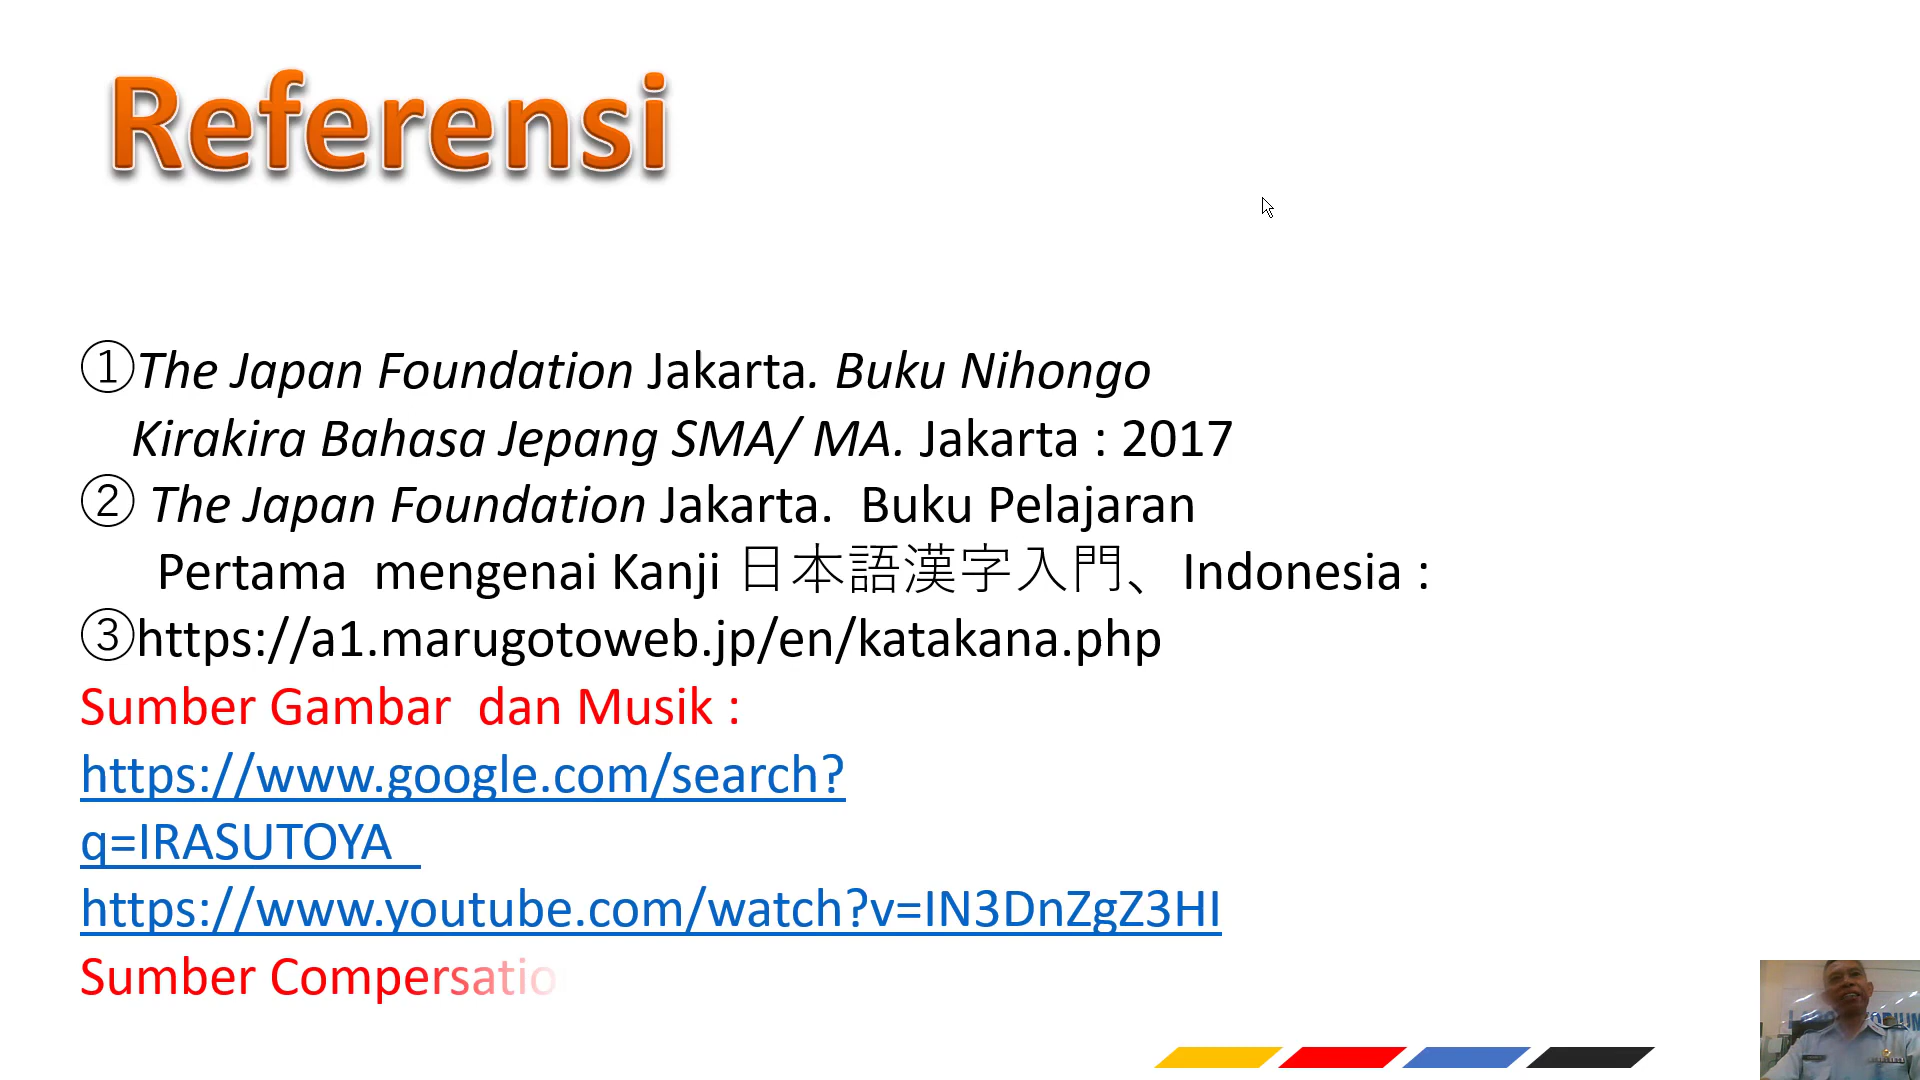 Referensi
①The Japan Foundation Jakarta. Buku Nihongo
Kirakira Bahasa Jepang SMA/ MA. Jakarta : 2017
② The Japan Foundation Jakarta.  Buku Pelajaran
Pertama  mengenai Kanji 日本語漢字入門、Indonesia :
③https://a1.marugotoweb.jp/en/katakana.php
Sumber Gambar  dan Musik :
https://www.google.com/search?
q=IRASUTOYA
https://www.youtube.com/watch?v=IN3DnZgZ3HI
Sumber Compersatio